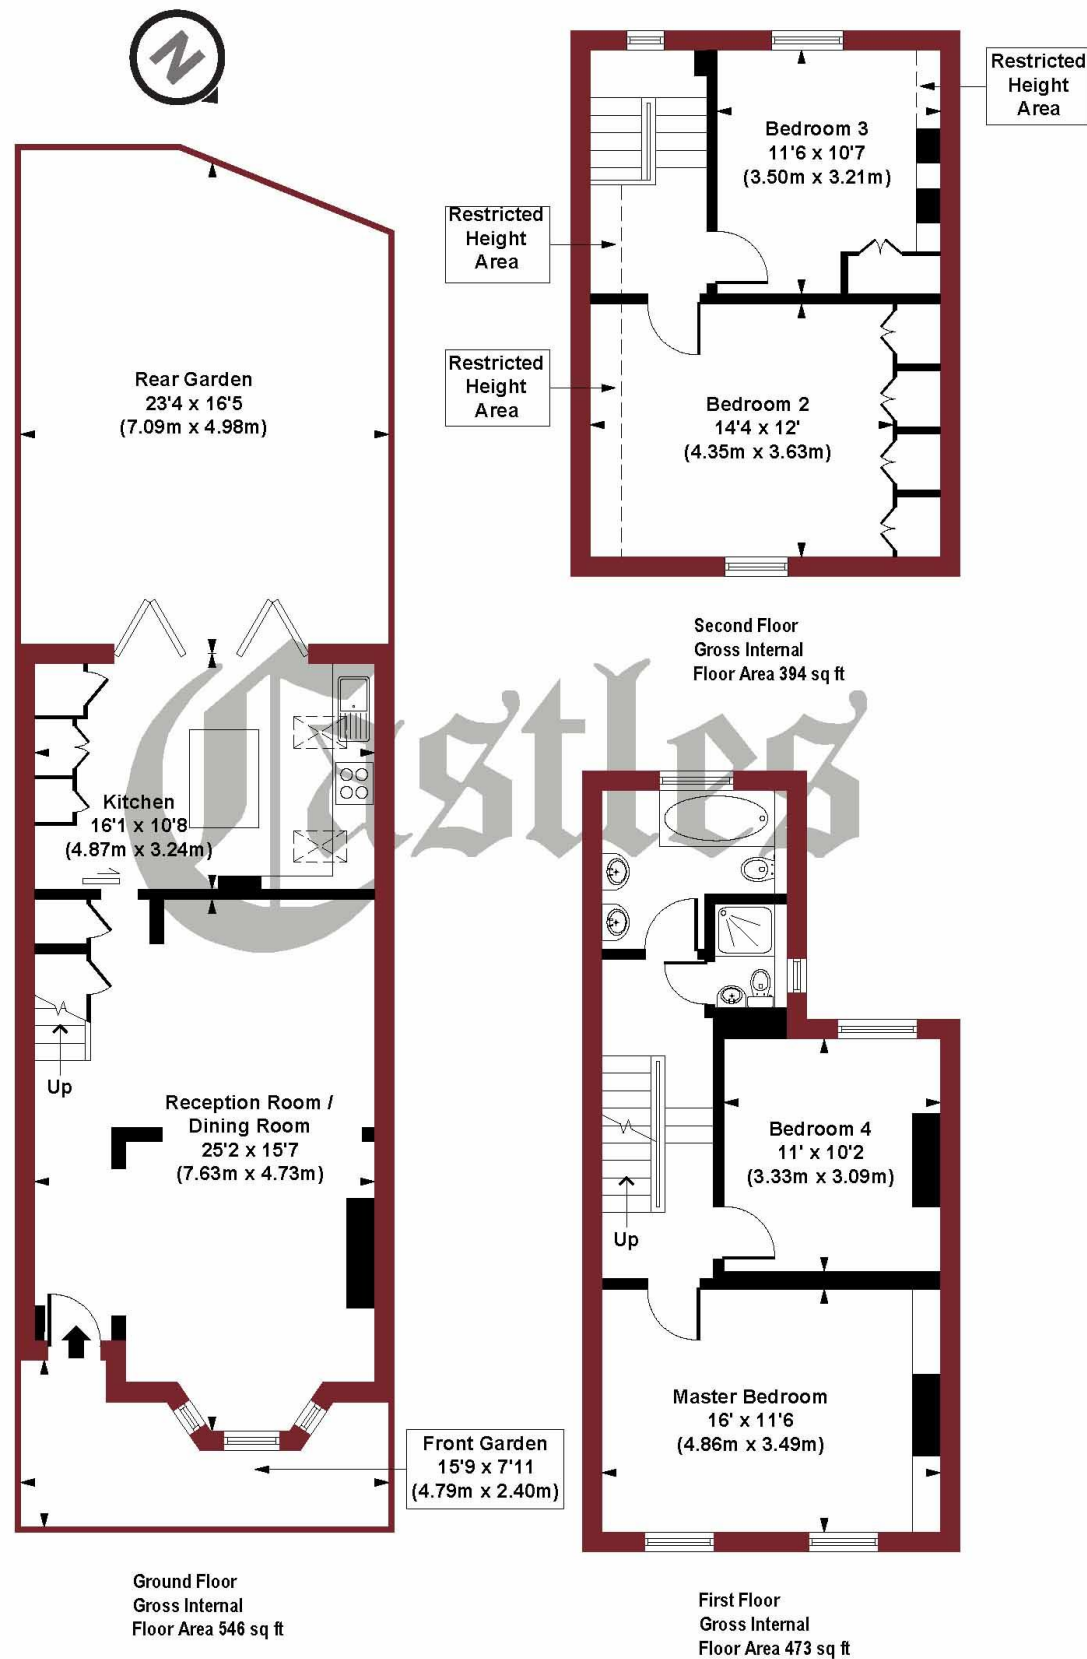 N
Restricted
Height
Area
Bedroom 3
11'6 x 10'7
(3.50m x 3.21m)
Restricted
Height
Area
Restricted
Height
Area
Bedroom 2
14'4 x 12'
(4.35m x 3.63m)
Second Floor
Gross Internal
Floor Area 394 sq ft
Rear Garden
23'4 x 16'5
(7.09m x 4.98m)
Castles
Kitchen
16'1 x 10'8
(4.87m x 3.24m)
Up
Reception Room /
Dining Room
25'2 x 15'7
(7.63m x 4.73m)
Front Garden
15'9 x 7'11
(4.79m x 2.40m)
Ground Floor
Gross Internal
Floor Area 546 sq ft
Up
Bedroom 4
11' x 10'2
(3.33m x 3.09m)
Master Bedroom
16' x 11'6
(4.86m x 3.49m)
First Floor
Gross Internal
Floor Area 473 sq ft